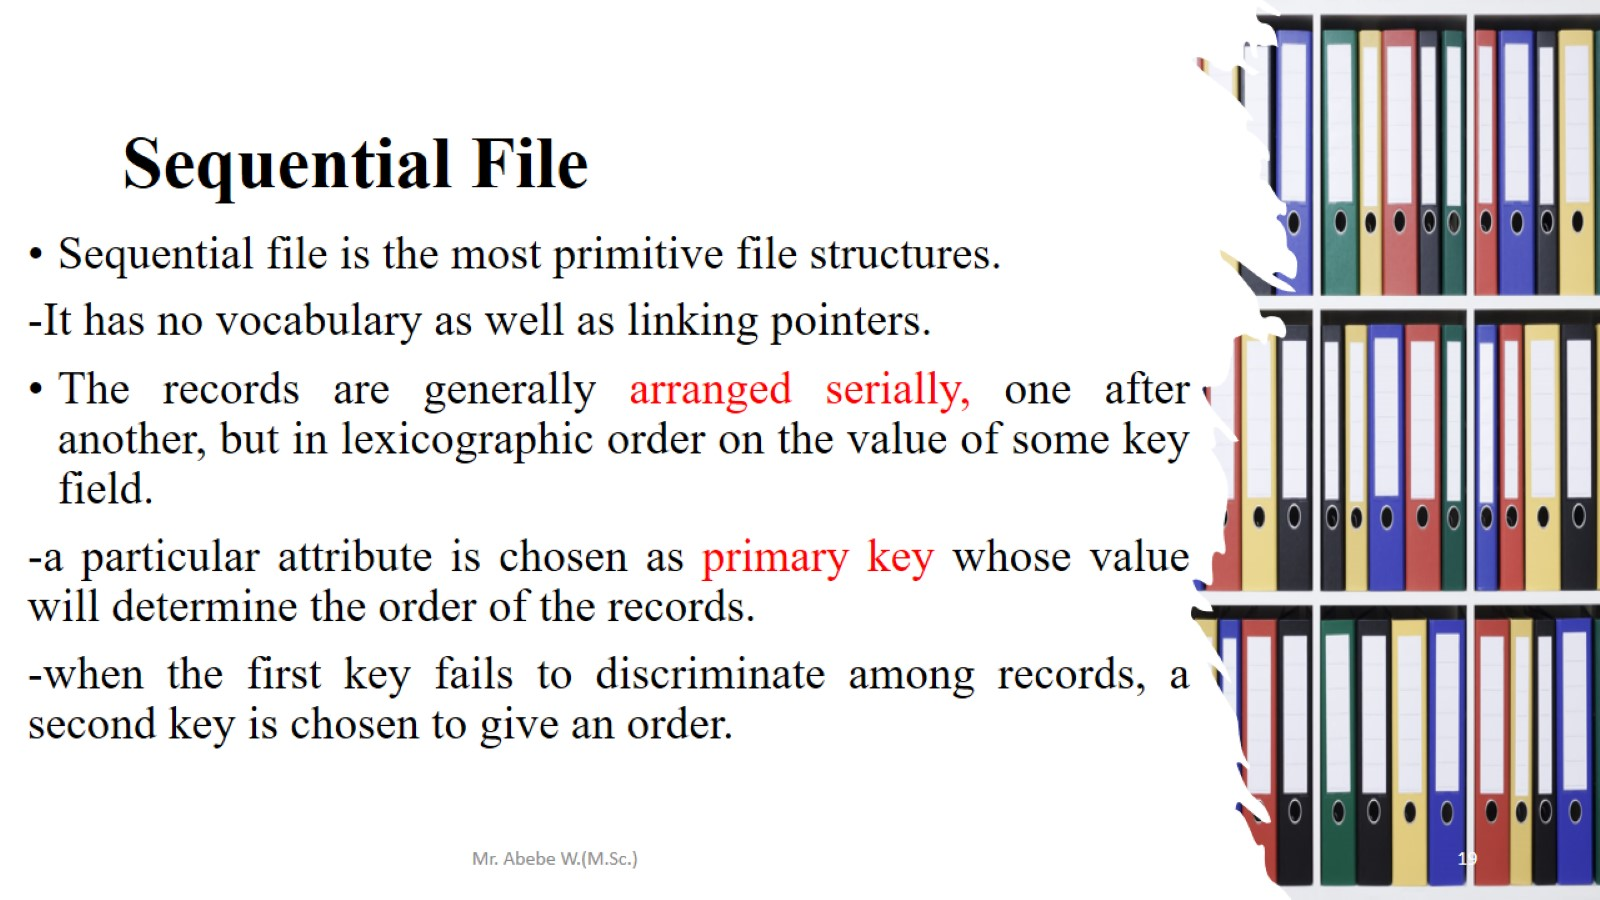 Sequential File
• Sequential file is the most primitive file structures.
-It has no vocabulary as well as linking pointers.
• The records are generally arranged serially, one after
another, but in lexicographic order on the value of some key
field.
-a particular attribute is chosen as primary key whose value
will determine the order of the records.
-when the first key fails to discriminate among records, a
second key is chosen to give an order.
Mr. Abebe W.(M.Sc.)
19